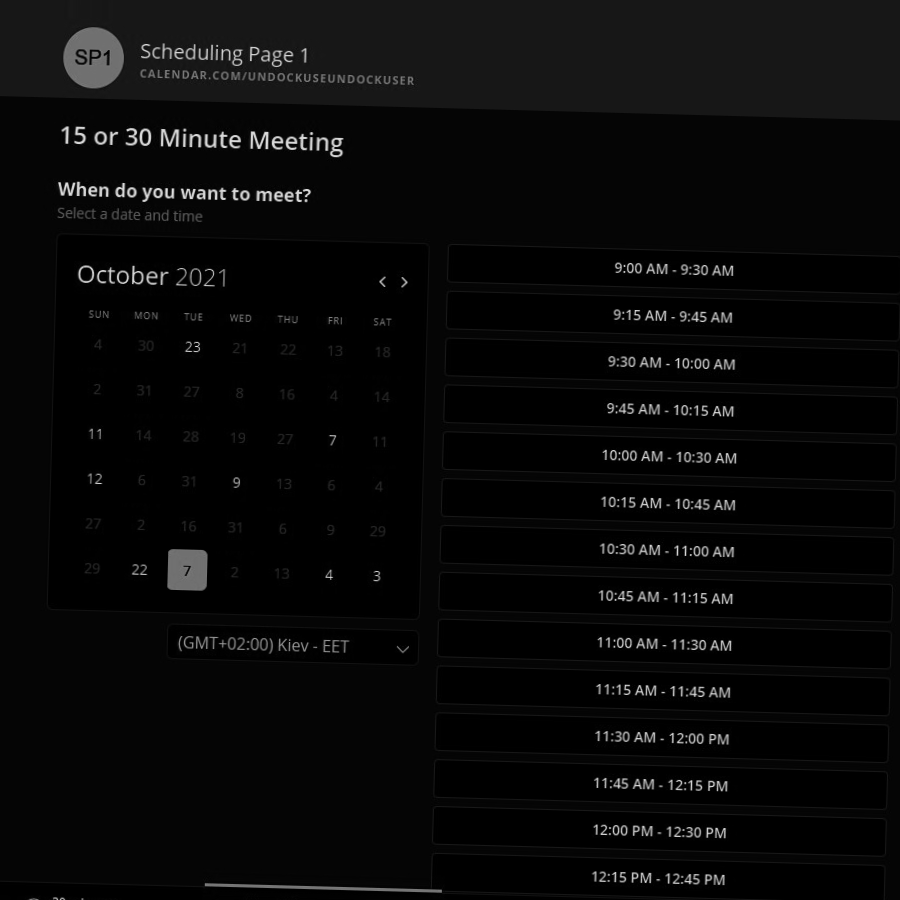 SP1
Scheduling Page 1
CALENDAR.COM/UNDOCKUSEUNDOCKUSER
15 or 30 Minute Meeting
When do you want to meet?
Select a date and time
October 2021
SUN MON TUE WED THU FRI SAT
4 30 23 21 22 13 18
2 31 27 8 16 4 14
11 14 28 19 27 7 11
12 6 31 9 13 6 4
27 2 16 31 6 9 29
29 22 7 2 13 4 3
(GMT+02:00) Kiev - EET
9:00 AM - 9:30 AM
9:15 AM - 9:45 AM
9:30 AM - 10:00 AM
9:45 AM - 10:15 AM
10:00 AM - 10:30 AM
10:15 AM - 10:45 AM
10:30 AM - 11:00 AM
10:45 AM - 11:15 AM
11:00 AM - 11:30 AM
11:15 AM - 11:45 AM
11:30 AM - 12:00 PM
11:45 AM - 12:15 PM
12:00 PM - 12:30 PM
12:15 PM - 12:45 PM